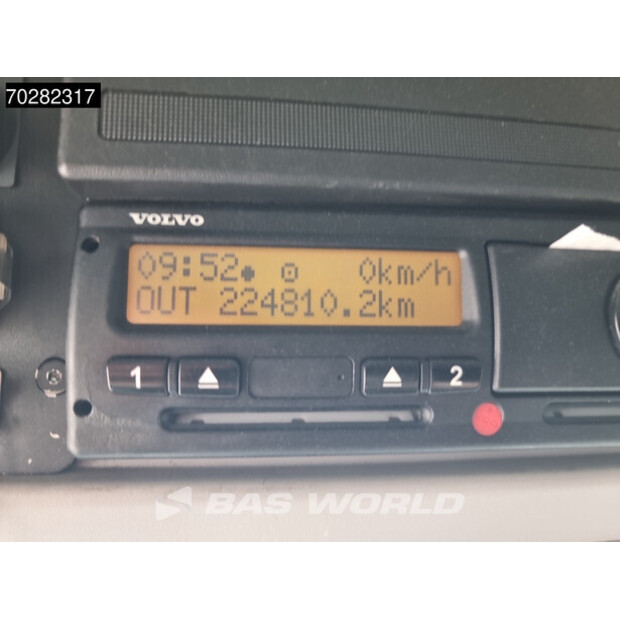 70282317
VOLVO
09:52 0km/h
OUT 224810.2km
1 2
BAS WORLD